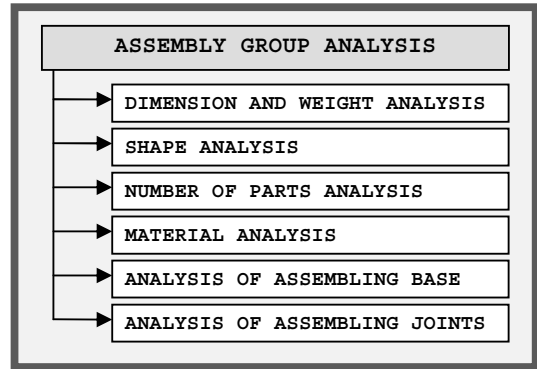 ASSEMBLY GROUP ANALYSIS
DIMENSION AND WEIGHT ANALYSIS
SHAPE ANALYSIS
NUMBER OF PARTS ANALYSIS
MATERIAL ANALYSIS
ANALYSIS OF ASSEMBLING BASE
ANALYSIS OF ASSEMBLING JOINTS